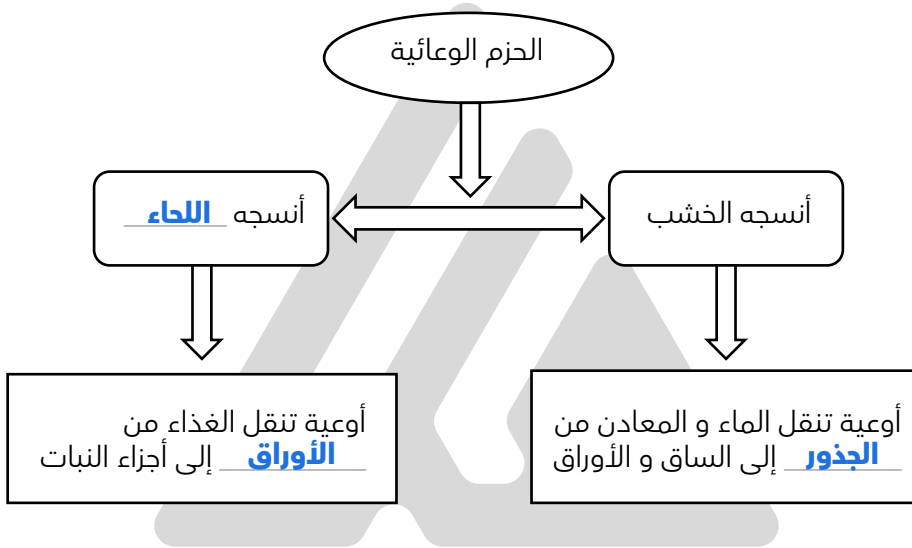 الحزم الوعائية
أنسجه الخشب
أنسجه اللحاء
أوعية تنقل الماء و المعادن من
الجذور إلى الساق و الأوراق
أوعية تنقل الغذاء من
الأوراق إلى أجزاء النبات